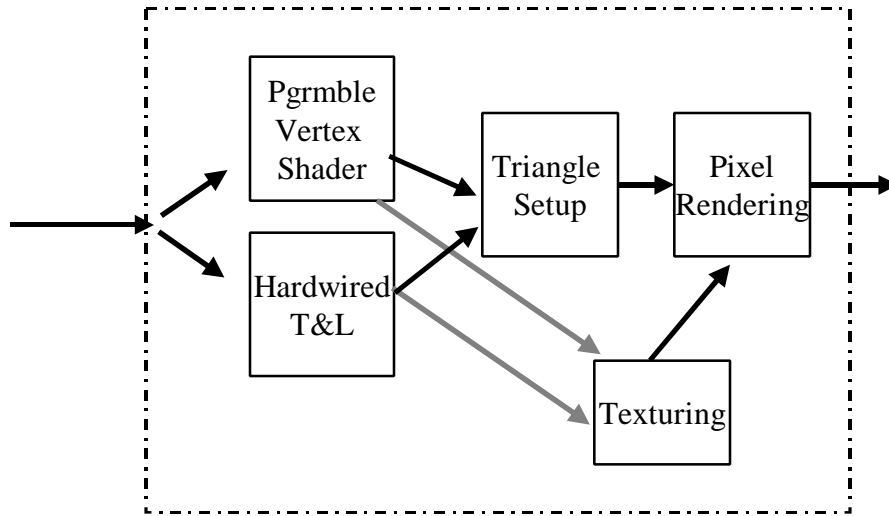 Pgrmble
Vertex
Shader
Hardwired
T&L
Triangle
Setup
Pixel
Rendering
Texturing